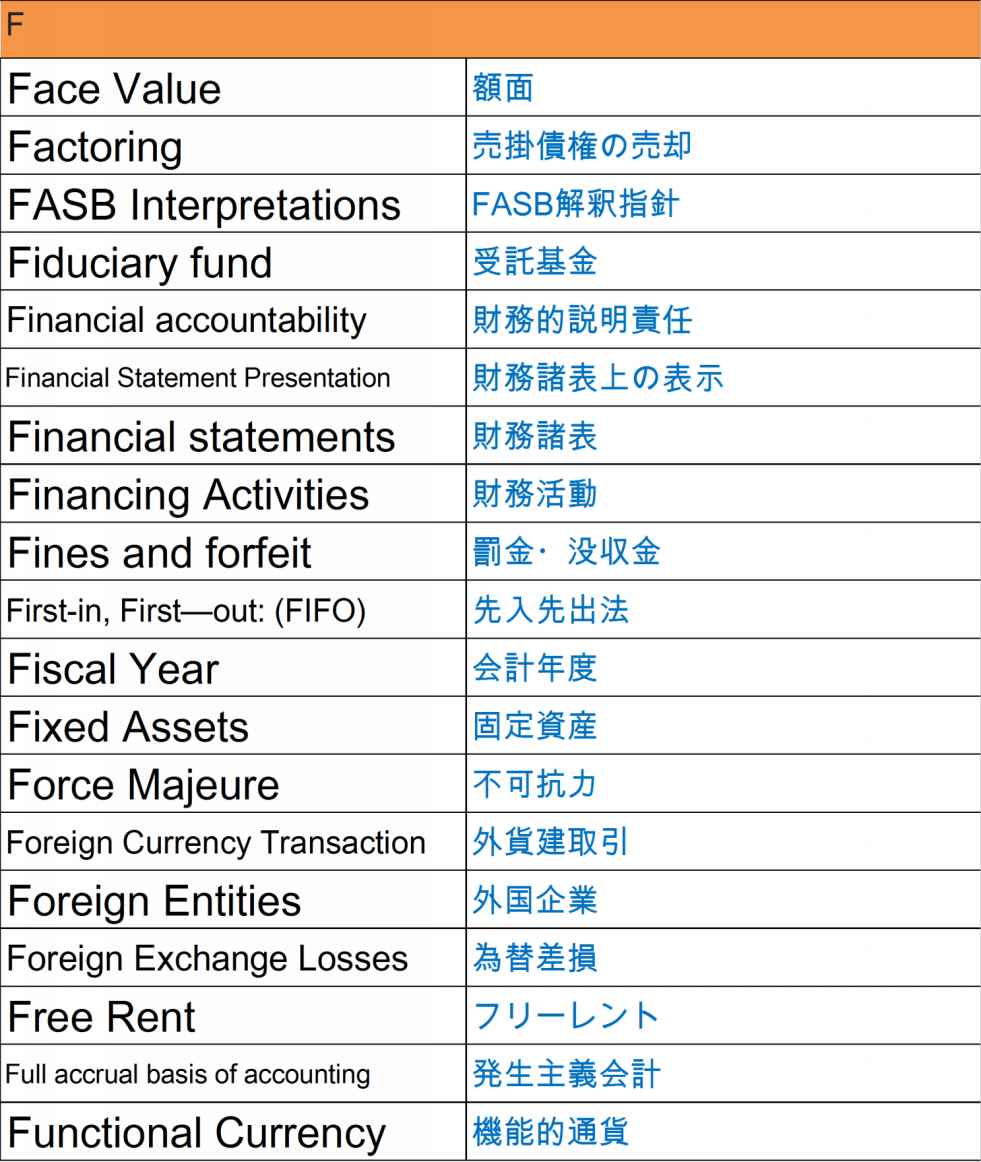 F
Face Value 額面
Factoring 売掛債権の売却
FASB Interpretations FASB解釈指針
Fiduciary fund 受託基金
Financial accountability 財務的説明責任
Financial Statement Presentation 財務諸表上の表示
Financial statements 財務諸表
Financing Activities 財務活動
Fines and forfeit 罰金・没収金
First-in, First—out: (FIFO) 先入先出法
Fiscal Year 会計年度
Fixed Assets 固定資産
Force Majeure 不可抗力
Foreign Currency Transaction 外貨建取引
Foreign Entities 外国企業
Foreign Exchange Losses 為替差損
Free Rent フリーレント
Full accrual basis of accounting 発生主義会計
Functional Currency 機能的通貨